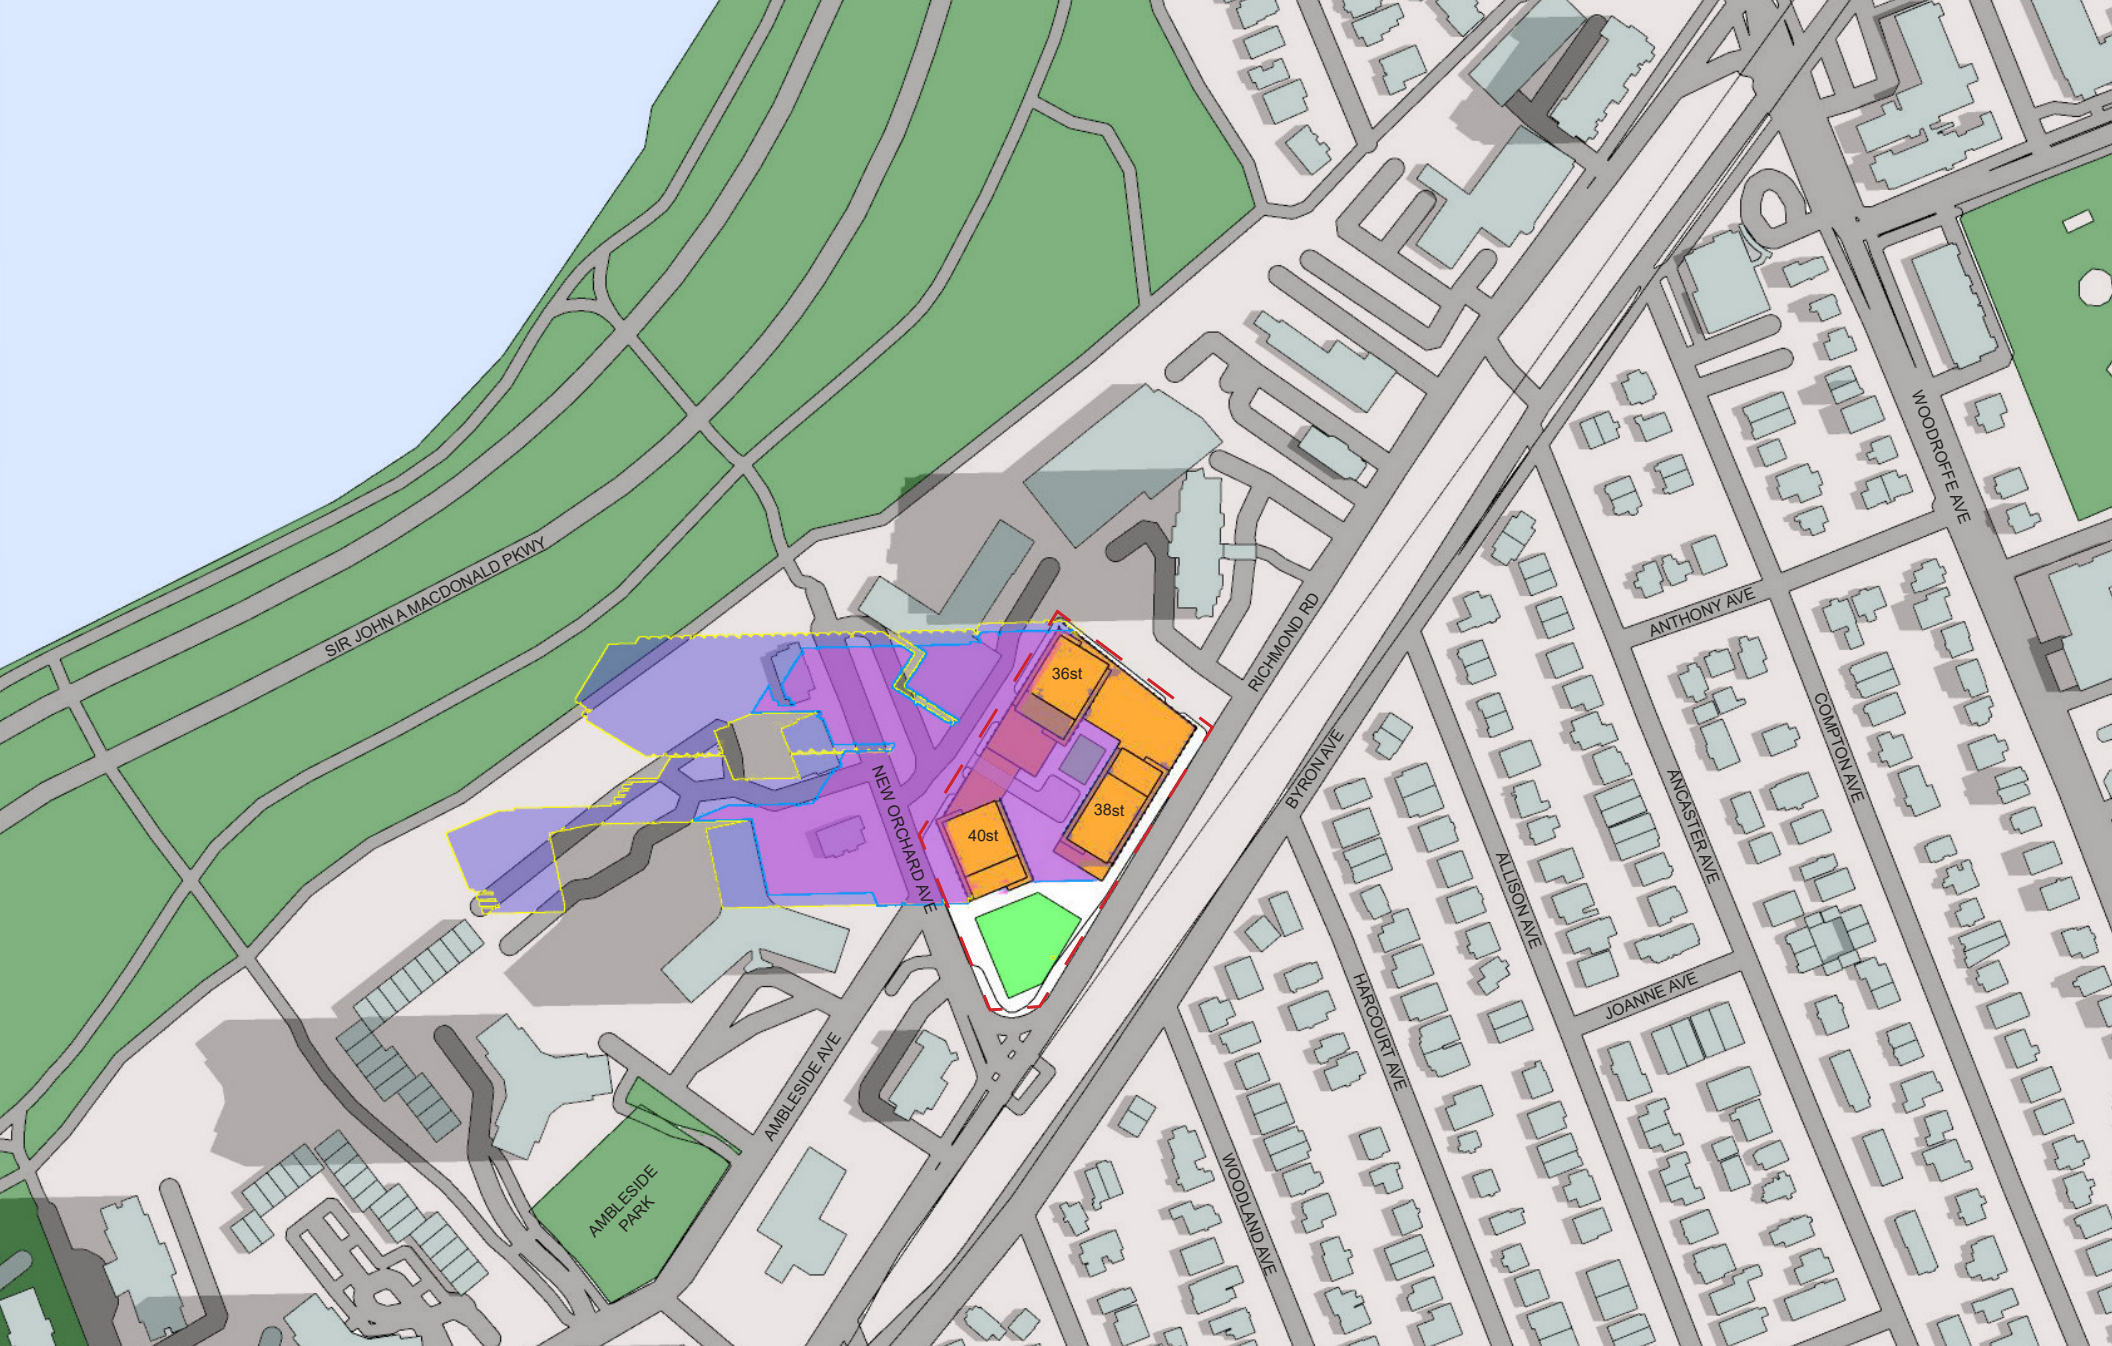 SIR JOHN A MACDONALD PKWY
WOODROFFE AVE
ANTHONY AVE
RICHMOND RD
36st
COMPTON AVE
BYRON AVE
ANCASTER AVE
NEW ORCHARD AVE
38st
40st
ALLISON AVE
HARCOURT AVE
JOANNE AVE
AMBLESIDE AVE
AMBLESIDE
PARK
WOODLAND AVE